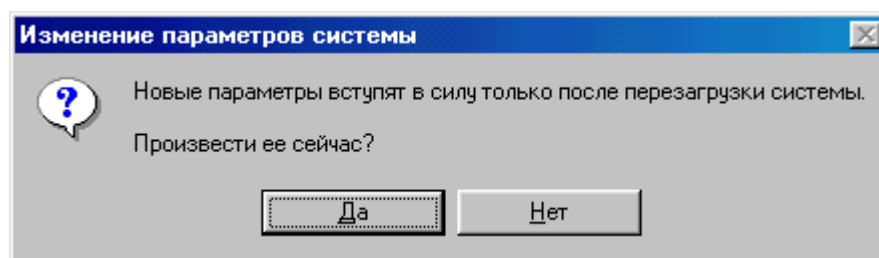 Изменение параметров системы
Новые параметры вступят в силу только после перезагрузки системы.
Произвести ее сейчас?
Да
Нет